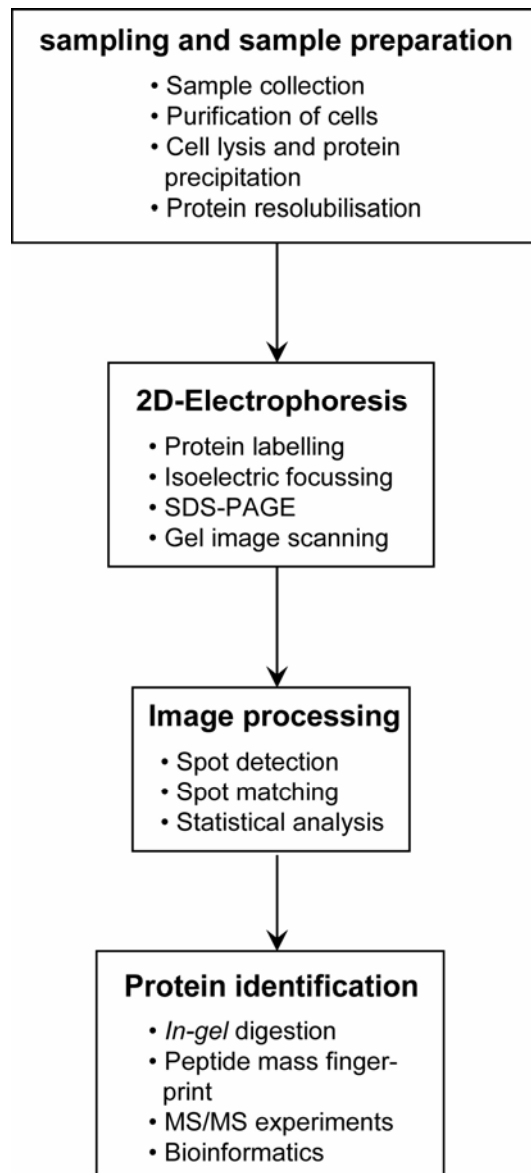 sampling and sample preparation
• Sample collection
• Purification of cells
• Cell lysis and protein
precipitation
• Protein resolubilisation
2D-Electrophoresis
• Protein labelling
• Isoelectric focussing
• SDS-PAGE
• Gel image scanning
Image processing
• Spot detection
• Spot matching
• Statistical analysis
Protein identification
• In-gel digestion
• Peptide mass finger-
print
• MS/MS experiments
• Bioinformatics